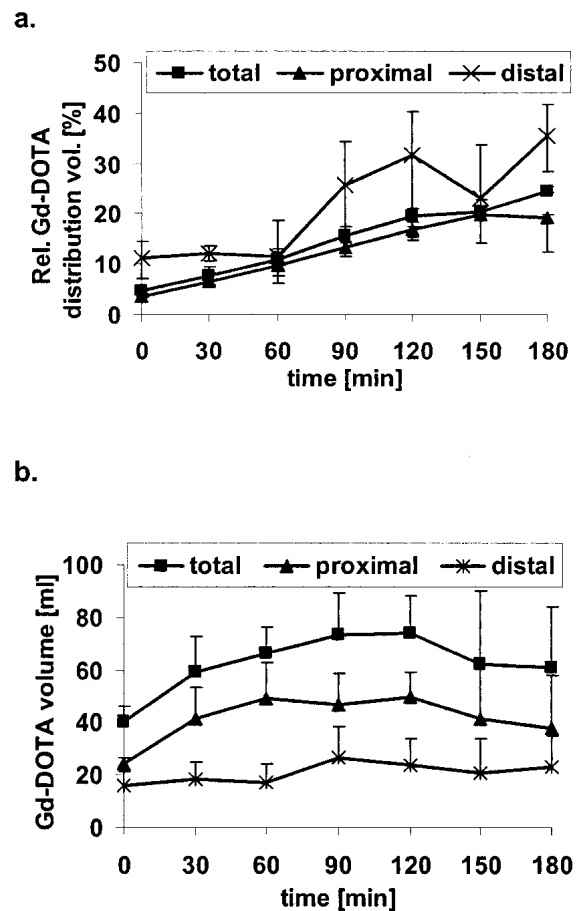 a.
total proximal distal
Rel. Gd-DOTA
distribution vol. [%]
50
40
30
20
10
0
0 30 60 90 120 150 180
time [min]
b.
total proximal distal
Gd-DOTA volume [ml]
100
80
60
40
20
0
0 30 60 90 120 150 180
time [min]